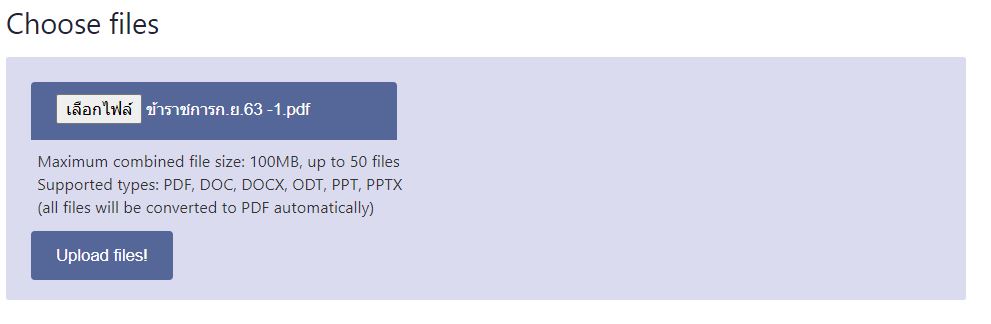 Choose files
เลือกไฟล์ ข้าราชการก.ย.63 -1.pdf
Maximum combined file size: 100MB, up to 50 files
Supported types: PDF, DOC, DOCX, ODT, PPT, PPTX
(all files will be converted to PDF automatically)
Upload files!